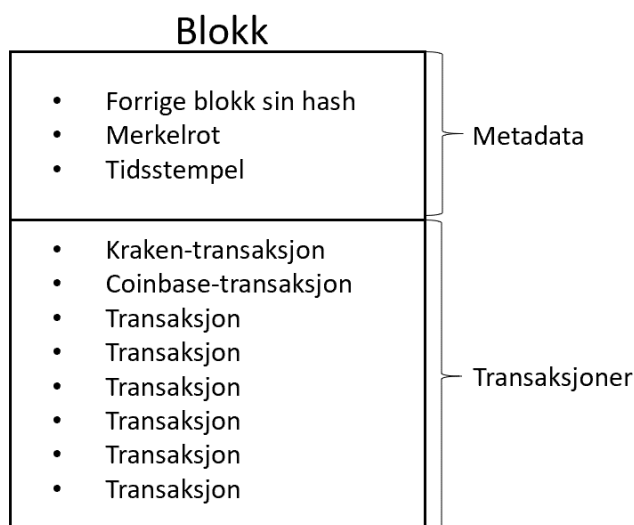 Blokk
Forrige blokk sin hash
Merkelrot
Tidsstempel
Metadata
Kraken-transaksjon
Coinbase-transaksjon
Transaksjon
Transaksjon
Transaksjon
Transaksjon
Transaksjon
Transaksjon
Transaksjoner